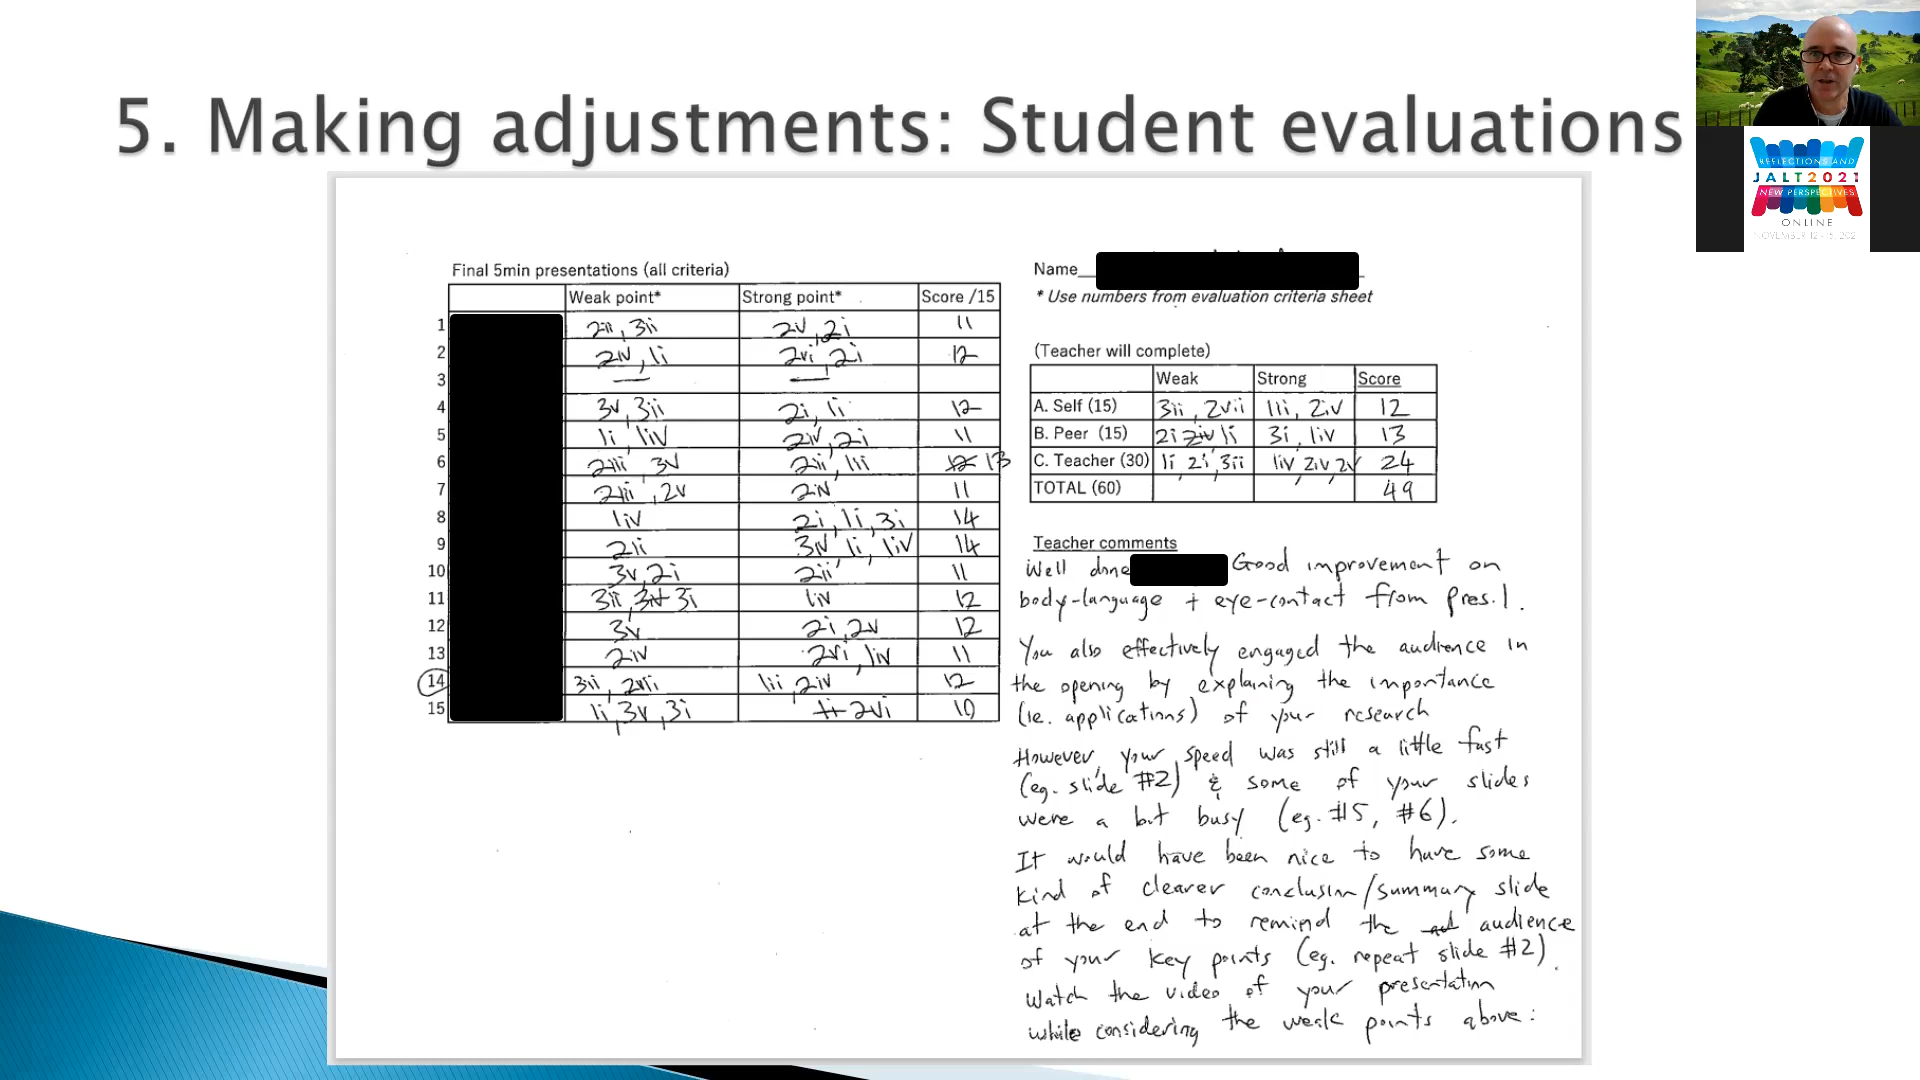 5. Making adjustments: Student evaluations
REFLECTIONS AND
JALT2021
NEW PERSPECTIVES
ONLINE
Final 5min presentations (all criteria)
Weak point* Strong point* Score /15
1 2ii, 3ii 2v, 2i 11
2 2iv, 1i 2vi, 2i 12
3 — —
4 3v, 3ii 2i, 1i 12
5 1i, 1iv 2iv, 2i 11
6 2iii, 3v 2ii, 1ii 12 13
7 2iii, 2v 2iv 11
8 1iv 2i, 1i, 3i 14
9 2ii 3iv, 1i, 1iv 14
10 3v, 2i 2ii 11
11 3ii, 3iv 3i 1iv 12
12 3v 2i, 2v 12
13 2iv 2vi, 1iv 11
14 3ii, 2vii 1ii, 2iv 12
15 1i, 3v, 3i 1i 2vi 10
Name
* Use numbers from evaluation criteria sheet
(Teacher will complete)
Weak Strong Score
A. Self (15) 3ii, 2vii 1ii, 2iv 12
B. Peer (15) 2i 2iv 1i 3i, 1iv 13
C. Teacher (30) 1i, 2i, 3ii 1iv, 2iv, 2v 24
TOTAL (60) 49
Teacher comments
Well done Good improvement on
body-language + eye-contact from pres.1.
You also effectively engaged the audience in
the opening by explaining the importance
(ie. applications) of your research
However, your speed was still a little fast
(eg. slide #2) & some of your slides
were a bit busy (eg. #5, #6).
It would have been nice to have some
kind of clearer conclusion/summary slide
at the end to remind the audience
of your key points (eg. repeat slide #2).
Watch the video of your presentation
while considering the weak points above: